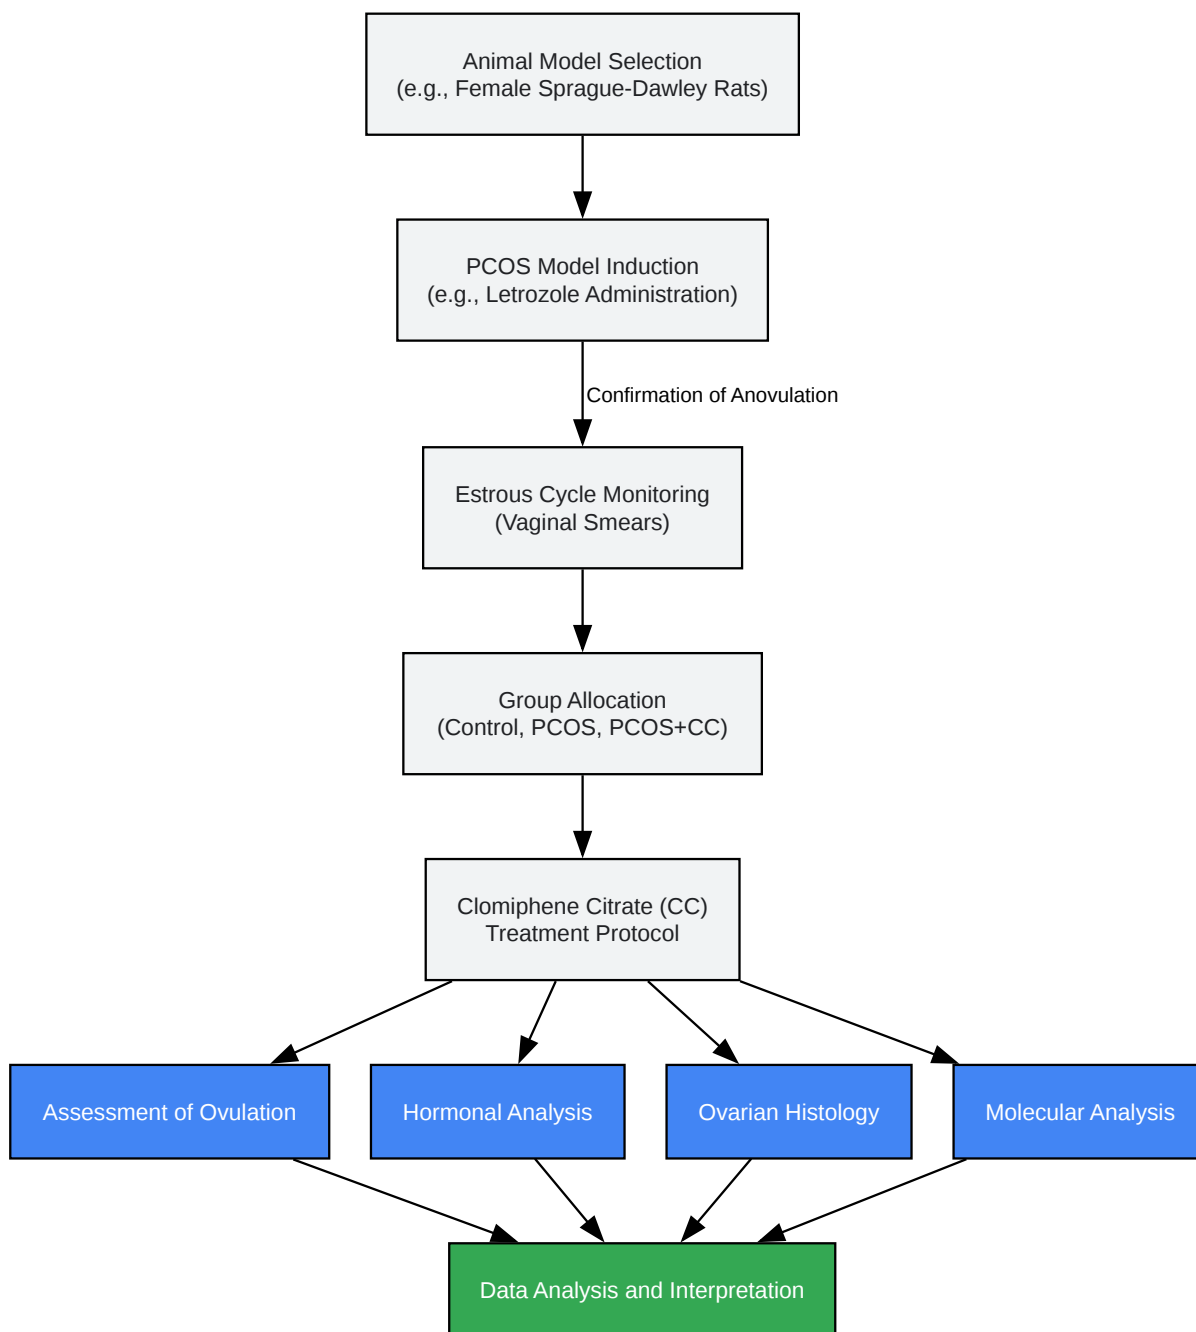 Animal Model Selection
(e.g., Female Sprague-Dawley Rats)
PCOS Model Induction
(e.g., Letrozole Administration)
Confirmation of Anovulation
Estrous Cycle Monitoring
(Vaginal Smears)
Group Allocation
(Control, PCOS, PCOS+CC)
Clomiphene Citrate (CC)
Treatment Protocol
Assessment of Ovulation
Hormonal Analysis
Ovarian Histology
Molecular Analysis
Data Analysis and Interpretation